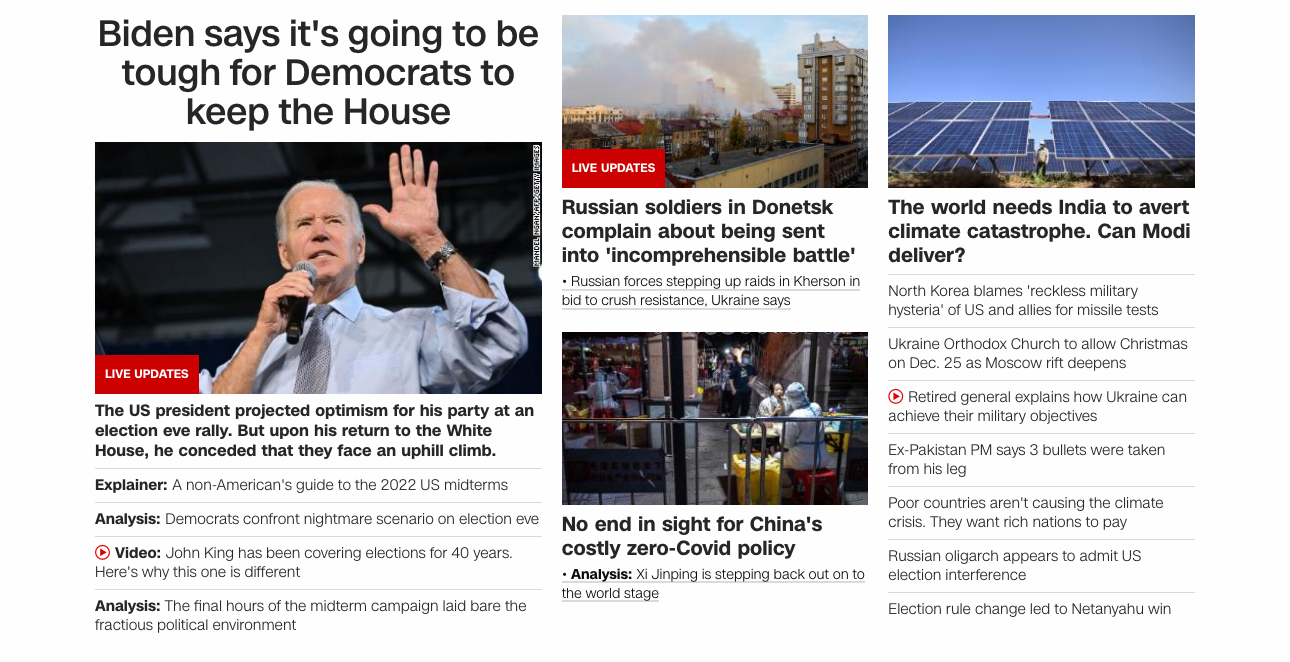 Biden says it's going to be
tough for Democrats to
keep the House
LIVE UPDATES
The US president projected optimism for his party at an
election eve rally. But upon his return to the White
House, he conceded that they face an uphill climb.
Explainer: A non-American's guide to the 2022 US midterms
Analysis: Democrats confront nightmare scenario on election eve
Video: John King has been covering elections for 40 years.
Here's why this one is different
Analysis: The final hours of the midterm campaign laid bare the
fractious political environment
LIVE UPDATES
Russian soldiers in Donetsk
complain about being sent
into 'incomprehensible battle'
• Russian forces stepping up raids in Kherson in
bid to crush resistance, Ukraine says
No end in sight for China's
costly zero-Covid policy
• Analysis: Xi Jinping is stepping back out on to
the world stage
The world needs India to avert
climate catastrophe. Can Modi
deliver?
North Korea blames 'reckless military
hysteria' of US and allies for missile tests
Ukraine Orthodox Church to allow Christmas
on Dec. 25 as Moscow rift deepens
Retired general explains how Ukraine can
achieve their military objectives
Ex-Pakistan PM says 3 bullets were taken
from his leg
Poor countries aren't causing the climate
crisis. They want rich nations to pay
Russian oligarch appears to admit US
election interference
Election rule change led to Netanyahu win